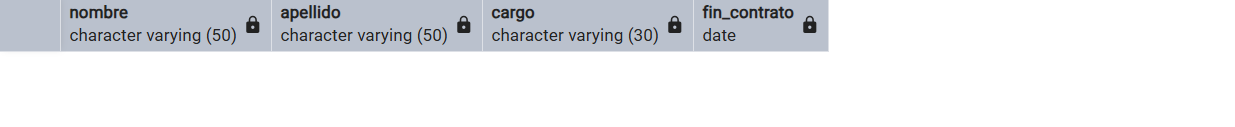 nombre
character varying (50)
apellido
character varying (50)
cargo
character varying (30)
fin_contrato
date